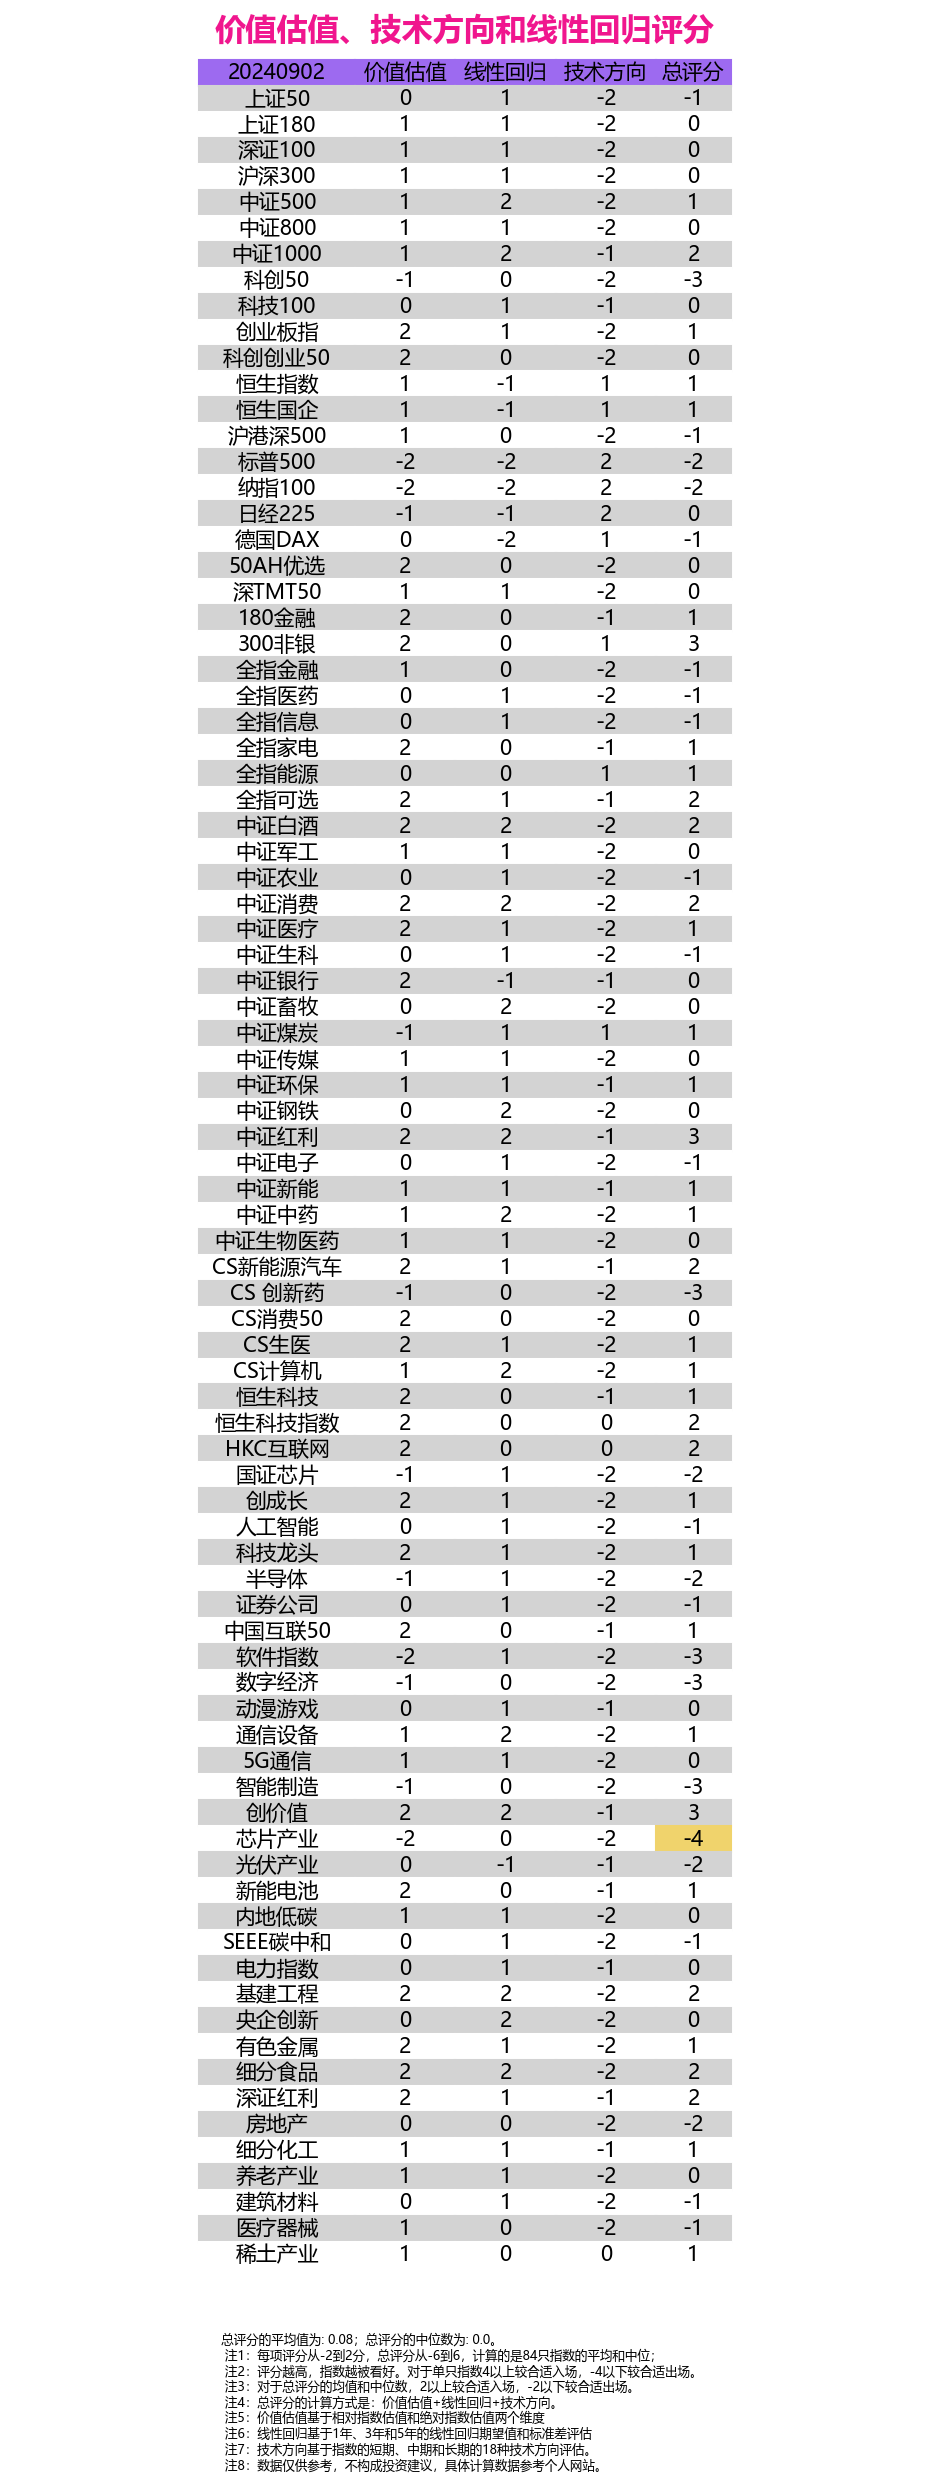 价值估值、技术方向和线性回归评分
20240902 价值估值 线性回归 技术方向 总评分
上证50 0 1 -2 -1
上证180 1 1 -2 0
深证100 1 1 -2 0
沪深300 1 1 -2 0
中证500 1 2 -2 1
中证800 1 1 -2 0
中证1000 1 2 -1 2
科创50 -1 0 -2 -3
科技100 0 1 -1 0
创业板指 2 1 -2 1
科创创业50 2 0 -2 0
恒生指数 1 -1 1 1
恒生国企 1 -1 1 1
沪港深500 1 0 -2 -1
标普500 -2 -2 2 -2
纳指100 -2 -2 2 -2
日经225 -1 -1 2 0
德国DAX 0 -2 1 -1
50AH优选 2 0 -2 0
深TMT50 1 1 -2 0
180金融 2 0 -1 1
300非银 2 0 1 3
全指金融 1 0 -2 -1
全指医药 0 1 -2 -1
全指信息 0 1 -2 -1
全指家电 2 0 -1 1
全指能源 0 0 1 1
全指可选 2 1 -1 2
中证白酒 2 2 -2 2
中证军工 1 1 -2 0
中证农业 0 1 -2 -1
中证消费 2 2 -2 2
中证医疗 2 1 -2 1
中证生科 0 1 -2 -1
中证银行 2 -1 -1 0
中证畜牧 0 2 -2 0
中证煤炭 -1 1 1 1
中证传媒 1 1 -2 0
中证环保 1 1 -1 1
中证钢铁 0 2 -2 0
中证红利 2 2 -1 3
中证电子 0 1 -2 -1
中证新能 1 1 -1 1
中证中药 1 2 -2 1
中证生物医药 1 1 -2 0
CS新能源汽车 2 1 -1 2
CS 创新药 -1 0 -2 -3
CS消费50 2 0 -2 0
CS生医 2 1 -2 1
CS计算机 1 2 -2 1
恒生科技 2 0 -1 1
恒生科技指数 2 0 0 2
HKC互联网 2 0 0 2
国证芯片 -1 1 -2 -2
创成长 2 1 -2 1
人工智能 0 1 -2 -1
科技龙头 2 1 -2 1
半导体 -1 1 -2 -2
证券公司 0 1 -2 -1
中国互联50 2 0 -1 1
软件指数 -2 1 -2 -3
数字经济 -1 0 -2 -3
动漫游戏 0 1 -1 0
通信设备 1 2 -2 1
5G通信 1 1 -2 0
智能制造 -1 0 -2 -3
创价值 2 2 -1 3
芯片产业 -2 0 -2 -4
光伏产业 0 -1 -1 -2
新能电池 2 0 -1 1
内地低碳 1 1 -2 0
SEEE碳中和 0 1 -2 -1
电力指数 0 1 -1 0
基建工程 2 2 -2 2
央企创新 0 2 -2 0
有色金属 2 1 -2 1
细分食品 2 2 -2 2
深证红利 2 1 -1 2
房地产 0 0 -2 -2
细分化工 1 1 -1 1
养老产业 1 1 -2 0
建筑材料 0 1 -2 -1
医疗器械 1 0 -2 -1
稀土产业 1 0 0 1
总评分的平均值为: 0.08；总评分的中位数为: 0.0。
注1：每项评分从-2到2分，总评分从-6到6，计算的是84只指数的平均和中位；
注2：评分越高，指数越被看好。对于单只指数4以上较合适入场，-4以下较合适出场。
注3：对于总评分的均值和中位数，2以上较合适入场，-2以下较合适出场。
注4：总评分的计算方式是：价值估值+线性回归+技术方向。
注5：价值估值基于相对指数估值和绝对指数估值两个维度
注6：线性回归基于1年、3年和5年的线性回归期望值和标准差评估
注7：技术方向基于指数的短期、中期和长期的18种技术方向评估。
注8：数据仅供参考，不构成投资建议，具体计算数据参考个人网站。